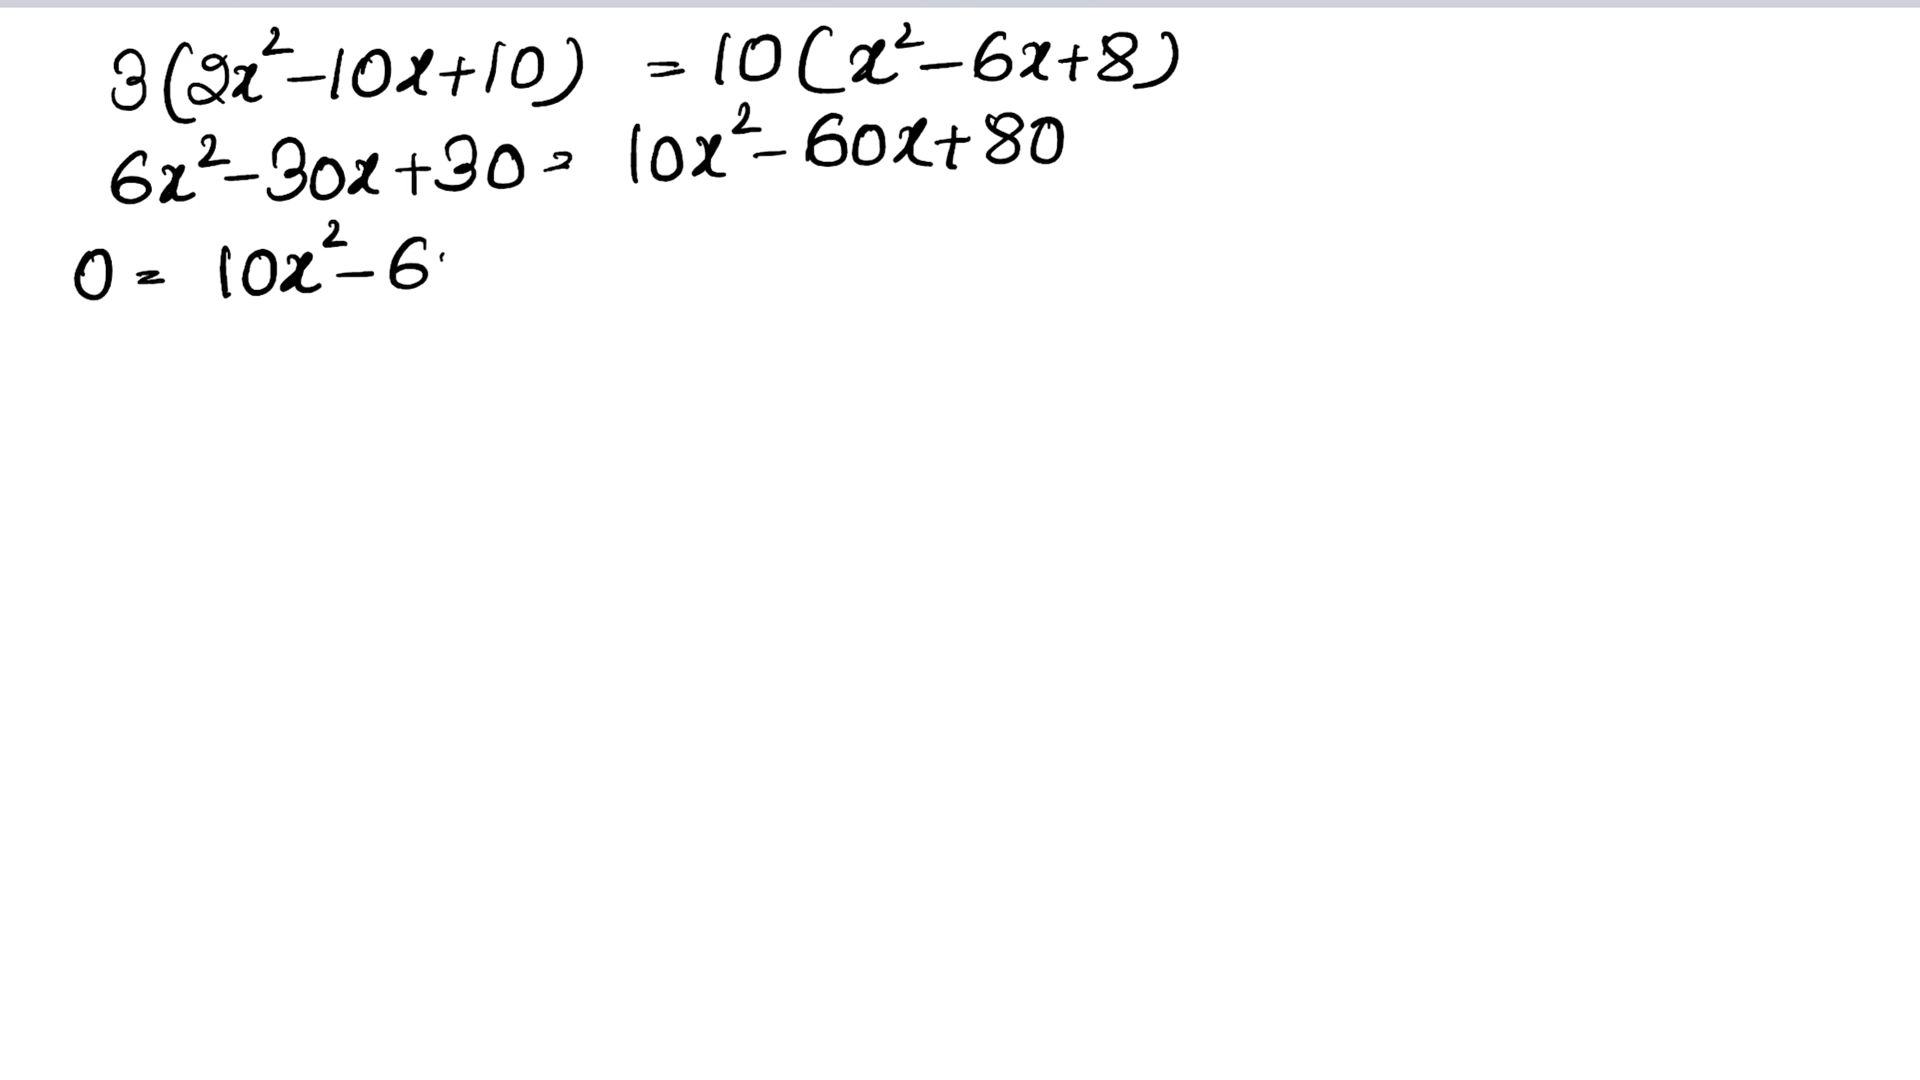 3(2x²-10x+10) = 10(x²-6x+8)
6x²-30x+30 = 10x²-60x+80
0 = 10x²-6